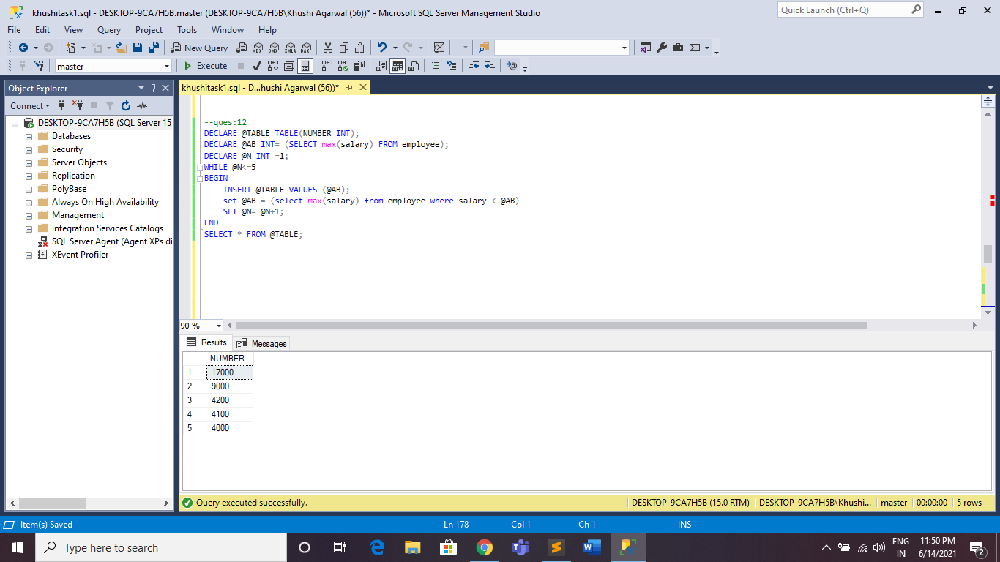 khushitask1.sql - DESKTOP-9CA7H5B.master (DESKTOP-9CA7H5B\Khushi Agarwal (56))* - Microsoft SQL Server Management Studio
Quick Launch (Ctrl+Q)
File Edit View Query Project Tools Window Help
New Query MDX DMX XMLA DAX
master Execute
Object Explorer
khushitask1.sql - D...hushi Agarwal (56))*
Connect
DESKTOP-9CA7H5B (SQL Server 15
Databases
Security
Server Objects
Replication
PolyBase
Always On High Availability
Management
Integration Services Catalogs
SQL Server Agent (Agent XPs di
XEvent Profiler
--ques:12
DECLARE @TABLE TABLE(NUMBER INT);
DECLARE @AB INT= (SELECT max(salary) FROM employee);
DECLARE @N INT =1;
WHILE @N<=5
BEGIN
INSERT @TABLE VALUES (@AB);
set @AB = (select max(salary) from employee where salary < @AB)
SET @N= @N+1;
END
SELECT * FROM @TABLE;
90 %
Results Messages
NUMBER
1 17000
2 9000
3 4200
4 4100
5 4000
Query executed successfully.
DESKTOP-9CA7H5B (15.0 RTM) DESKTOP-9CA7H5B\Khushi... master 00:00:00 5 rows
Item(s) Saved Ln 178 Col 1 Ch 1 INS
Type here to search
ENG
IN
11:50 PM
6/14/2021
2